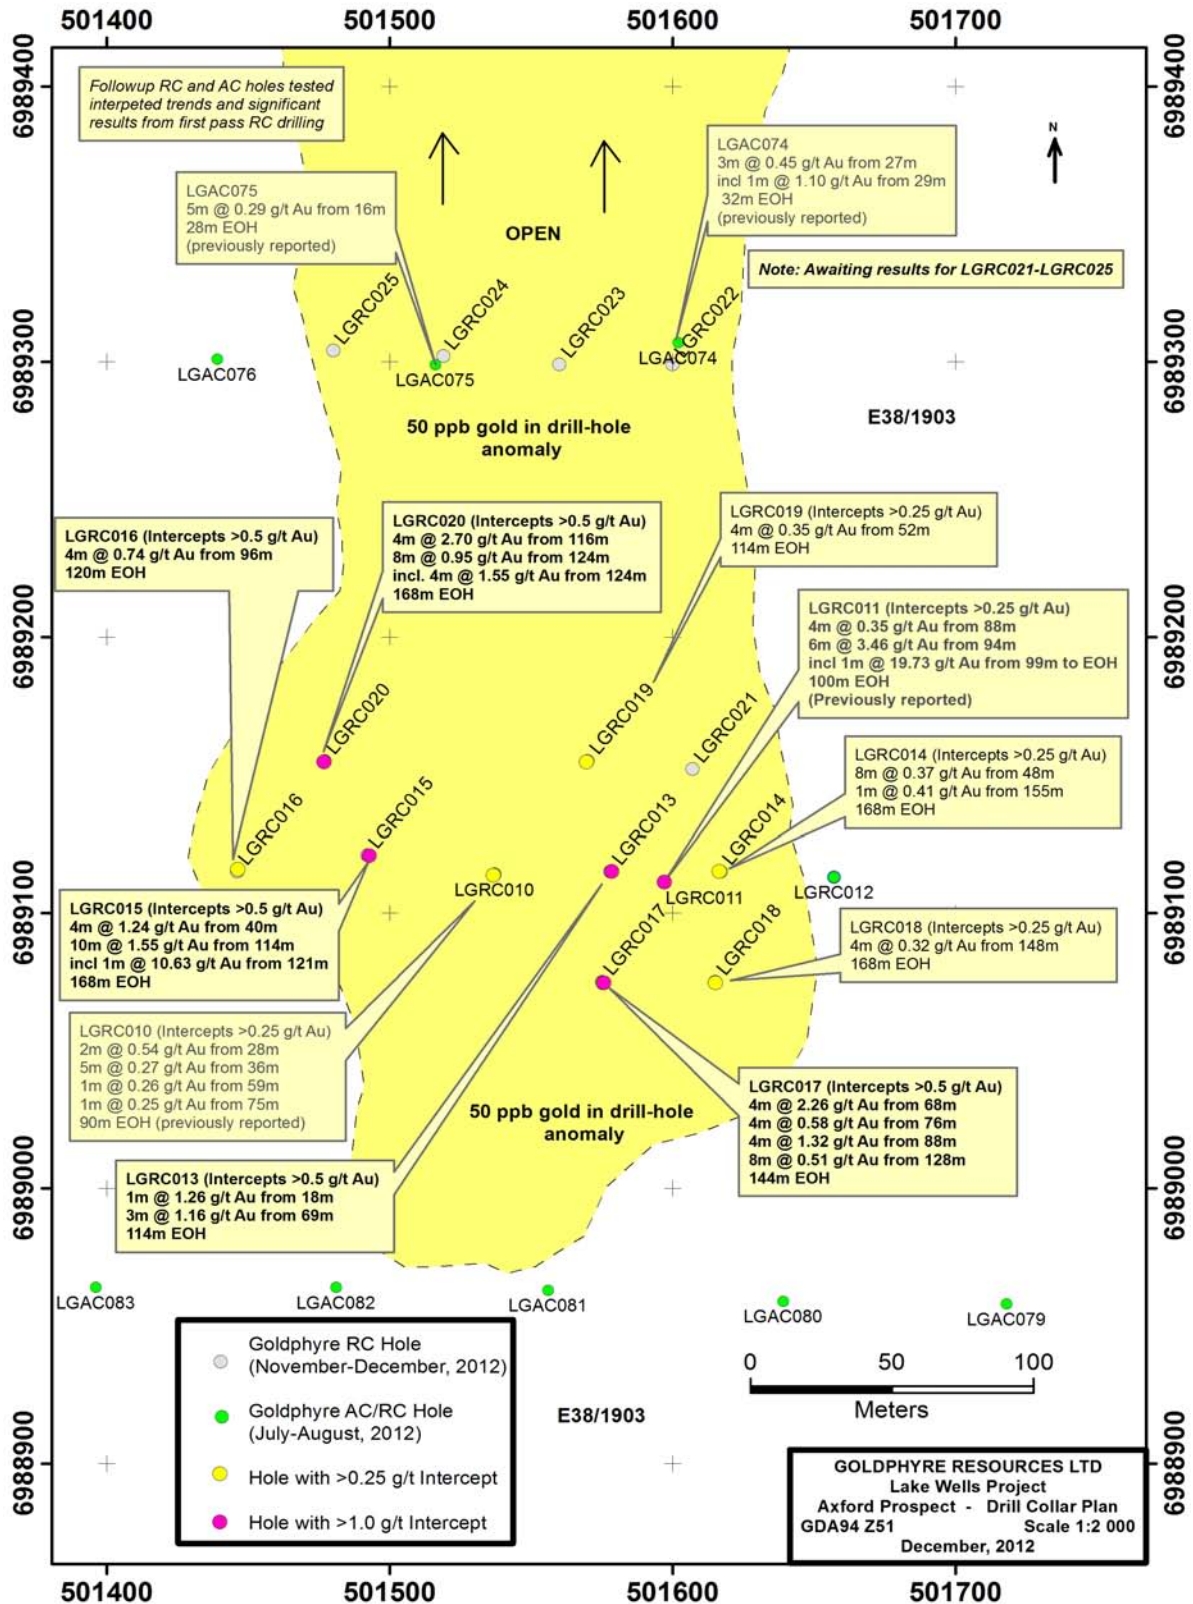 501400
501500
501600
501700
6989400
6989400
Followup RC and AC holes tested
interpeted trends and significant
results from first pass RC drilling
N
LGAC074
3m @ 0.45 g/t Au from 27m
incl 1m @ 1.10 g/t Au from 29m
32m EOH
(previously reported)
LGAC075
5m @ 0.29 g/t Au from 16m
28m EOH
(previously reported)
OPEN
Note: Awaiting results for LGRC021-LGRC025
LGRC025
LGRC024
LGRC023
LGRC022
6989300
6989300
LGAC076
LGAC075
LGAC074
E38/1903
50 ppb gold in drill-hole
anomaly
LGRC016 (Intercepts >0.5 g/t Au)
4m @ 0.74 g/t Au from 96m
120m EOH
LGRC020 (Intercepts >0.5 g/t Au)
4m @ 2.70 g/t Au from 116m
8m @ 0.95 g/t Au from 124m
incl. 4m @ 1.55 g/t Au from 124m
168m EOH
LGRC019 (Intercepts >0.25 g/t Au)
4m @ 0.35 g/t Au from 52m
114m EOH
6989200
6989200
LGRC011 (Intercepts >0.25 g/t Au)
4m @ 0.35 g/t Au from 88m
6m @ 3.46 g/t Au from 94m
incl 1m @ 19.73 g/t Au from 99m to EOH
100m EOH
(Previously reported)
LGRC020
LGRC019
LGRC021
LGRC014 (Intercepts >0.25 g/t Au)
8m @ 0.37 g/t Au from 48m
1m @ 0.41 g/t Au from 155m
168m EOH
LGRC016
LGRC015
LGRC013
LGRC014
LGRC010
LGRC011
LGRC012
6989100
6989100
LGRC015 (Intercepts >0.5 g/t Au)
4m @ 1.24 g/t Au from 40m
10m @ 1.55 g/t Au from 114m
incl 1m @ 10.63 g/t Au from 121m
168m EOH
LGRC017
LGRC018
LGRC018 (Intercepts >0.25 g/t Au)
4m @ 0.32 g/t Au from 148m
168m EOH
LGRC010 (Intercepts >0.25 g/t Au)
2m @ 0.54 g/t Au from 28m
5m @ 0.27 g/t Au from 36m
1m @ 0.26 g/t Au from 59m
1m @ 0.25 g/t Au from 75m
90m EOH (previously reported)
50 ppb gold in drill-hole
anomaly
LGRC017 (Intercepts >0.5 g/t Au)
4m @ 2.26 g/t Au from 68m
4m @ 0.58 g/t Au from 76m
4m @ 1.32 g/t Au from 88m
8m @ 0.51 g/t Au from 128m
144m EOH
6989000
6989000
LGRC013 (Intercepts >0.5 g/t Au)
1m @ 1.26 g/t Au from 18m
3m @ 1.16 g/t Au from 69m
114m EOH
LGAC083
LGAC082
LGAC081
LGAC080
LGAC079
Goldphyre RC Hole
(November-December, 2012)
Goldphyre AC/RC Hole
(July-August, 2012)
Hole with >0.25 g/t Intercept
Hole with >1.0 g/t Intercept
0 50 100
Meters
E38/1903
6988900
6988900
GOLDPHYRE RESOURCES LTD
Lake Wells Project
Axford Prospect - Drill Collar Plan
GDA94 Z51 Scale 1:2 000
December, 2012
501400
501500
501600
501700